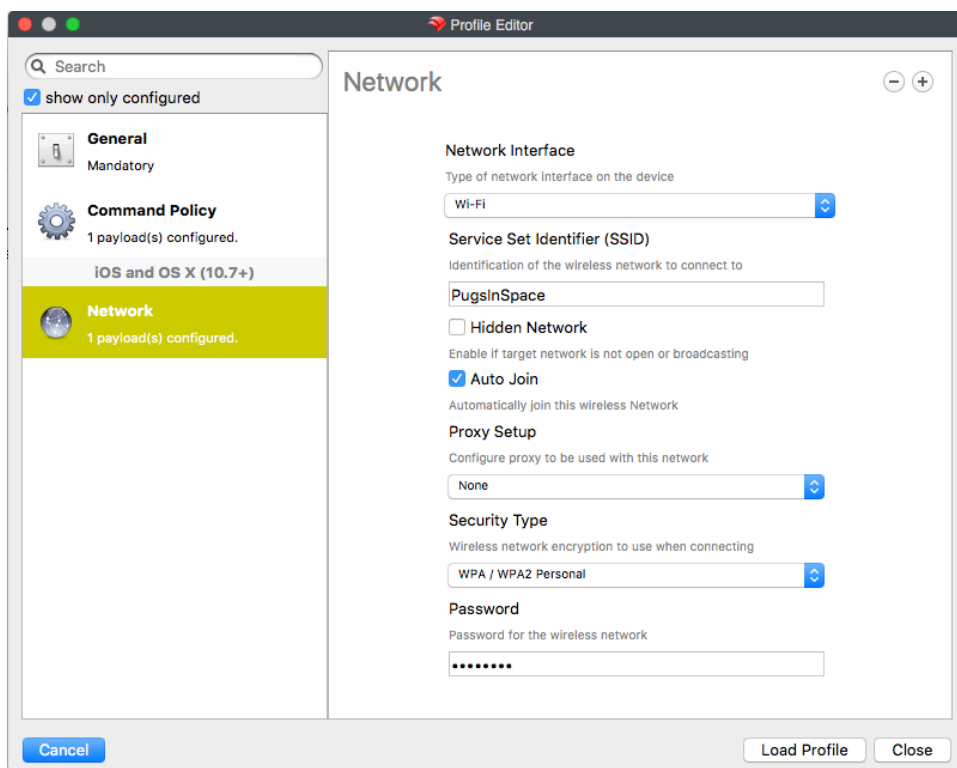 Profile Editor
Search
show only configured
General
Mandatory
Command Policy
1 payload(s) configured.
iOS and OS X (10.7+)
Network
1 payload(s) configured.
Network
Network Interface
Type of network interface on the device
Wi-Fi
Service Set Identifier (SSID)
Identification of the wireless network to connect to
PugsInSpace
Hidden Network
Enable if target network is not open or broadcasting
Auto Join
Automatically join this wireless Network
Proxy Setup
Configure proxy to be used with this network
None
Security Type
Wireless network encryption to use when connecting
WPA / WPA2 Personal
Password
Password for the wireless network
••••••••
Cancel
Load Profile
Close